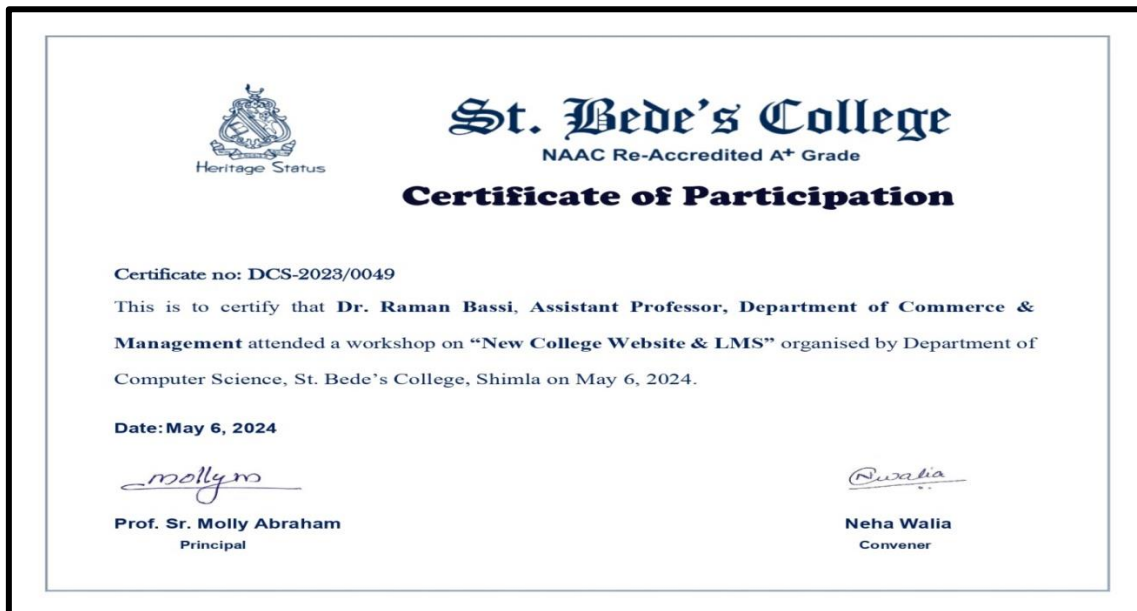 Heritage Status
St. Bede's College
NAAC Re-Accredited A+ Grade
Certificate of Participation
Certificate no: DCS-2023/0049
This is to certify that Dr. Raman Bassi, Assistant Professor, Department of Commerce &
Management attended a workshop on “New College Website & LMS” organised by Department of
Computer Science, St. Bede’s College, Shimla on May 6, 2024.
Date: May 6, 2024
mollym
Nwalia
Prof. Sr. Molly Abraham
Neha Walia
Principal
Convener